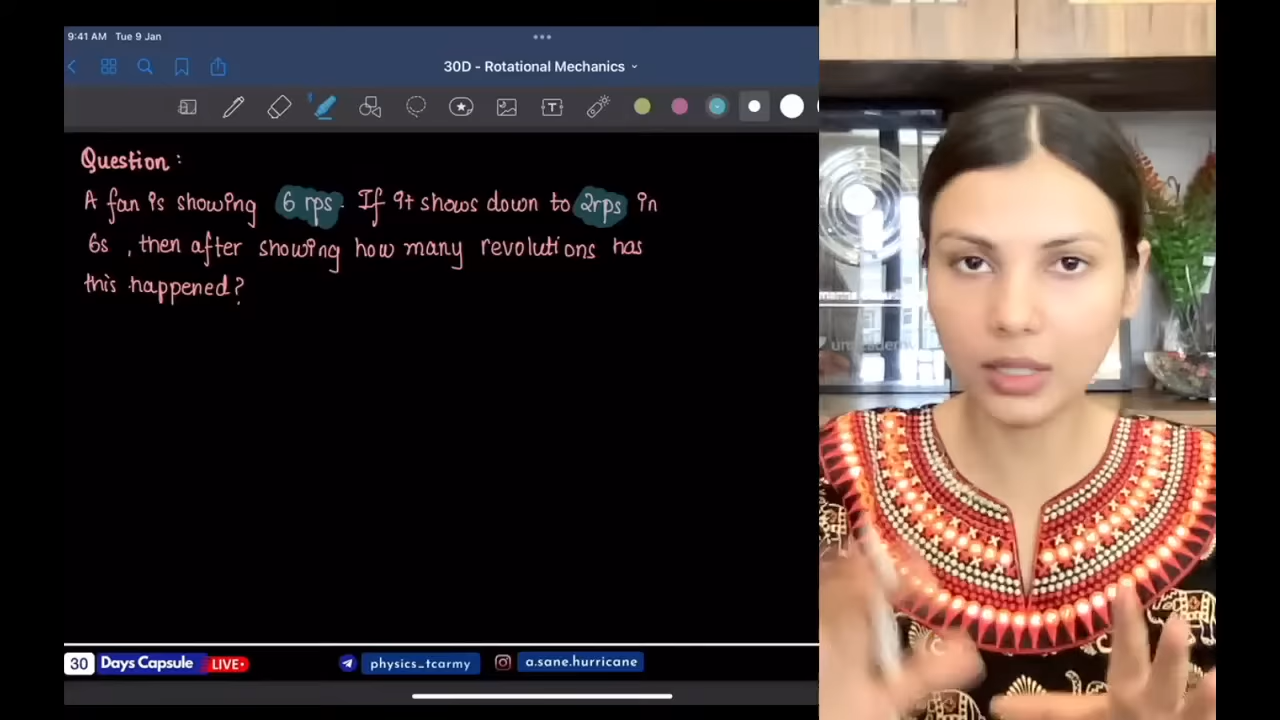 9:41 AM Tue 9 Jan
30D - Rotational Mechanics
Question:
A fan is showing 6 rps. If it shows down to 2rps in
6s, then after showing how many revolutions has
this happened?
30 Days Capsule LIVE
physics_tcarmy
a.sane.hurricane